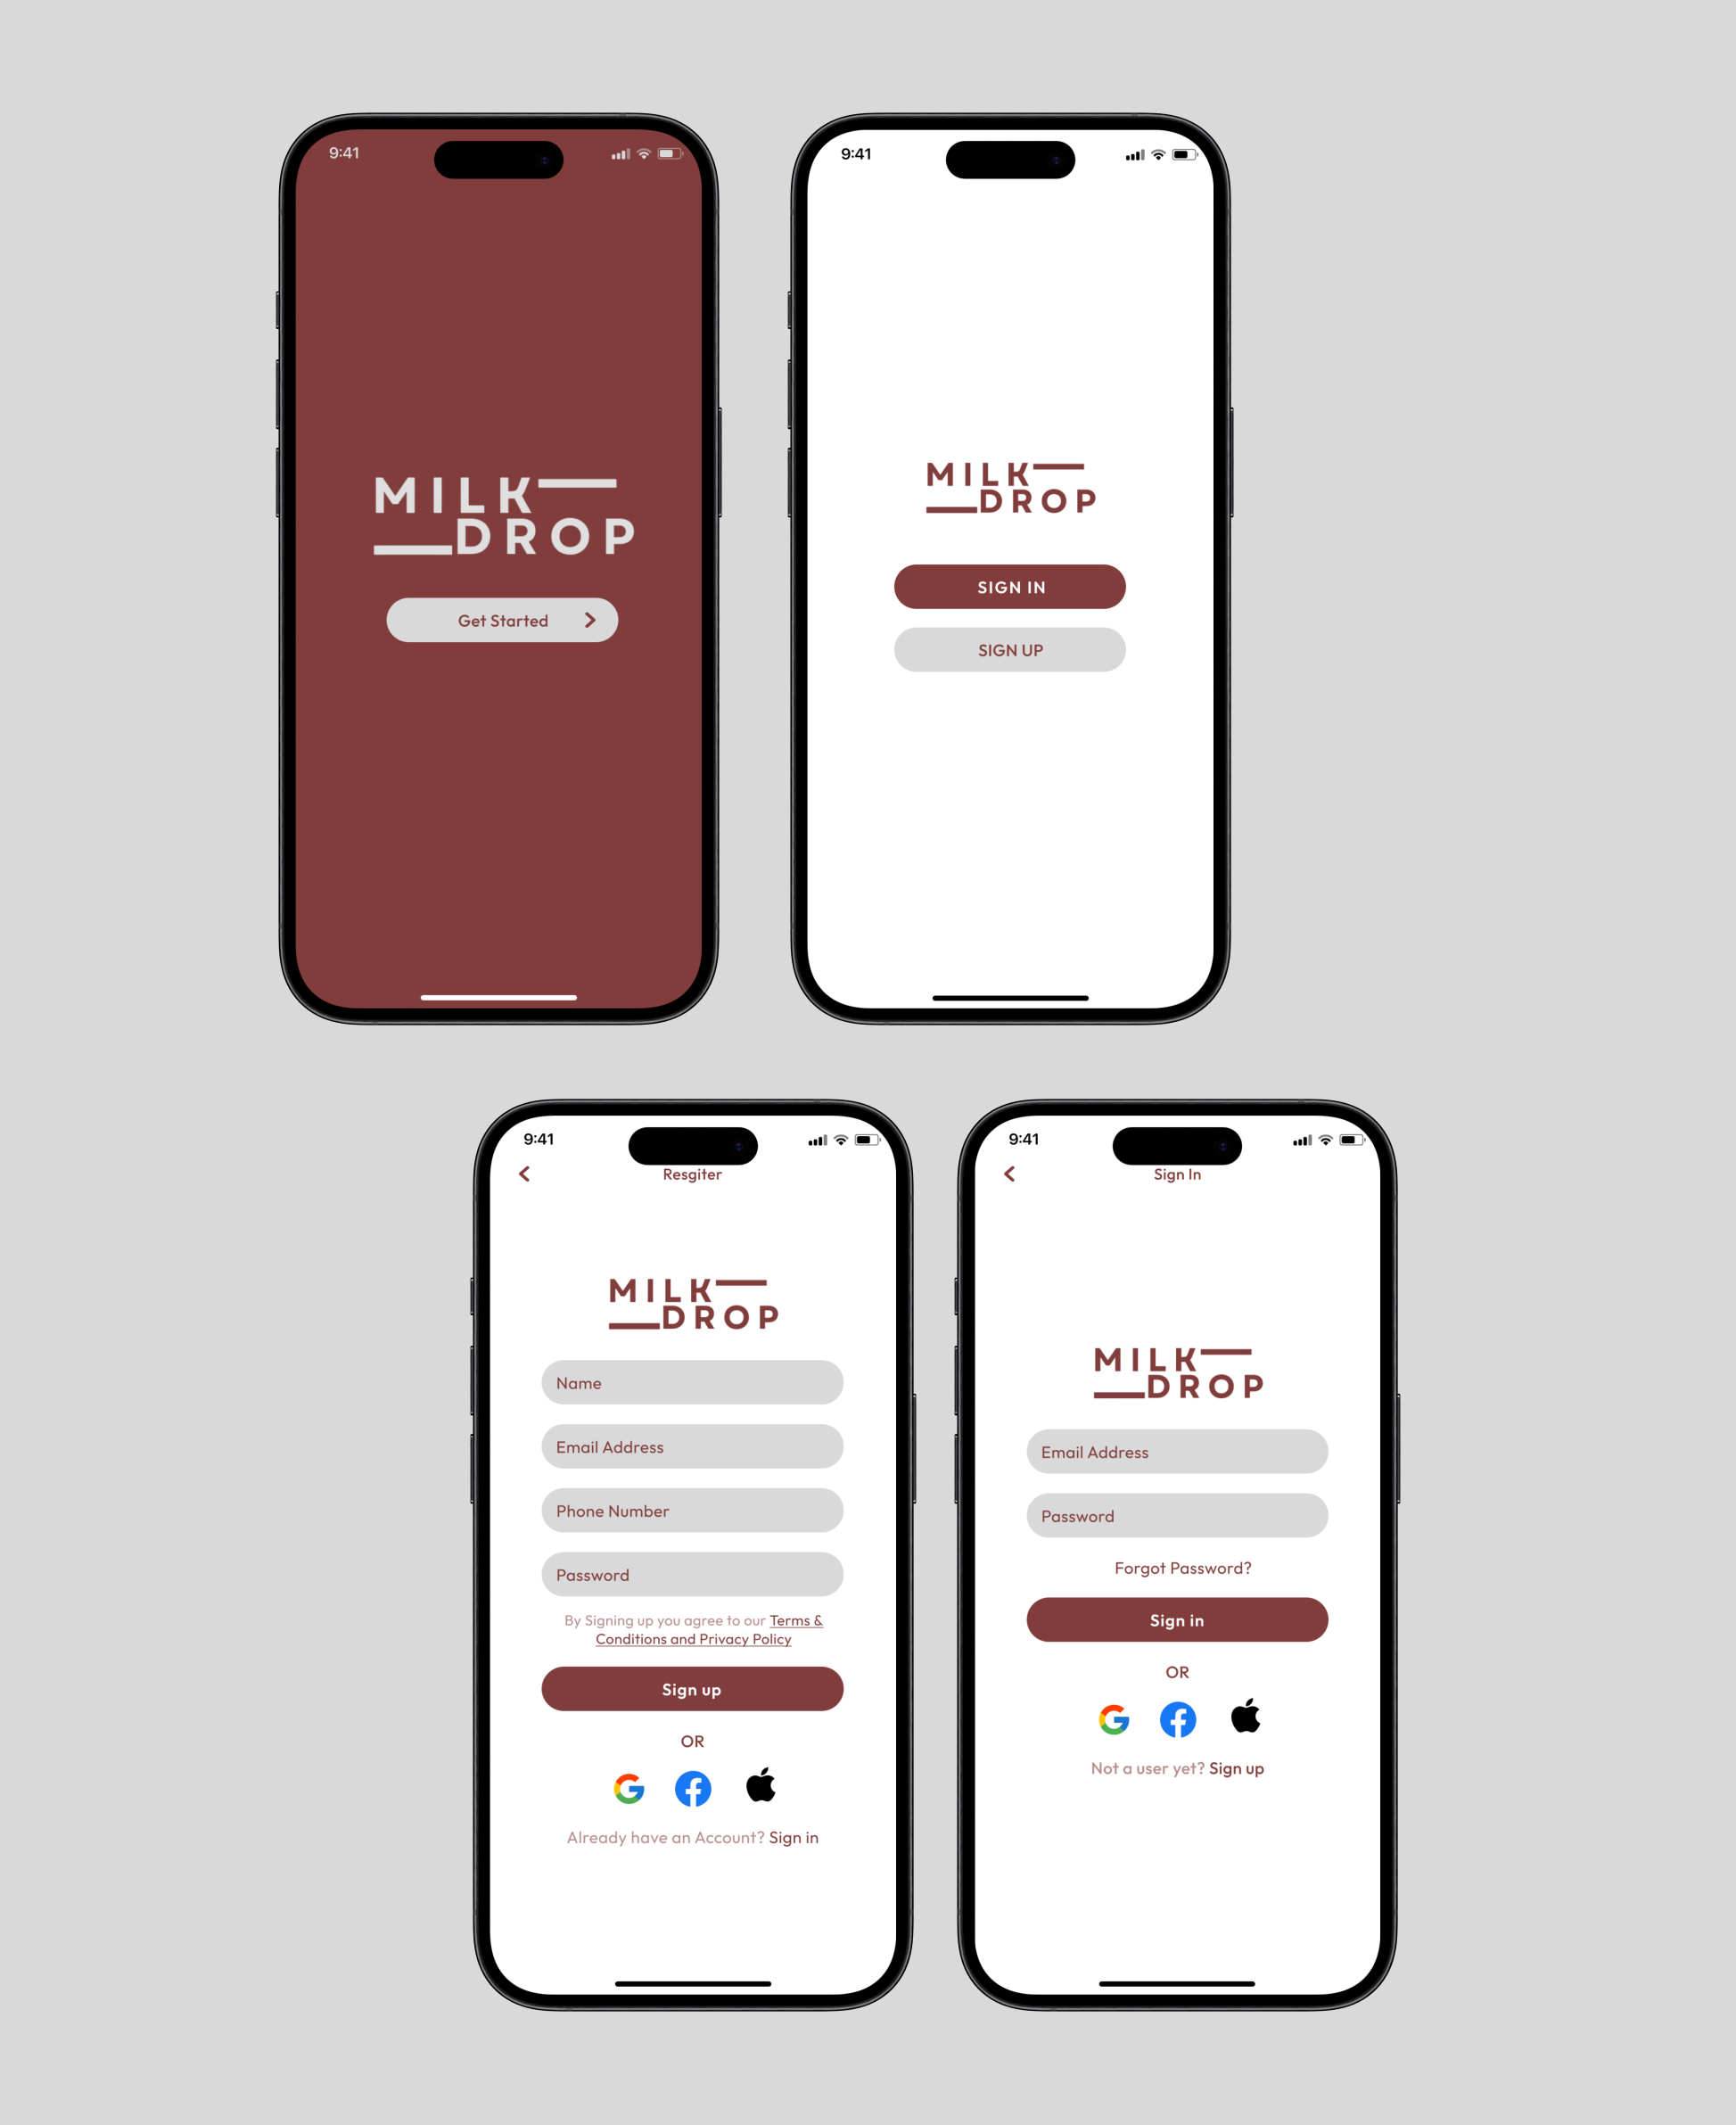 9:41
MILK
DROP
Get Started
9:41
MILK
DROP
SIGN IN
SIGN UP
9:41
Resgiter
MILK
DROP
Name
Email Address
Phone Number
Password
By Signing up you agree to our Terms &
Conditions and Privacy Policy
Sign up
OR
Already have an Account? Sign in
9:41
Sign In
MILK
DROP
Email Address
Password
Forgot Password?
Sign in
OR
Not a user yet? Sign up